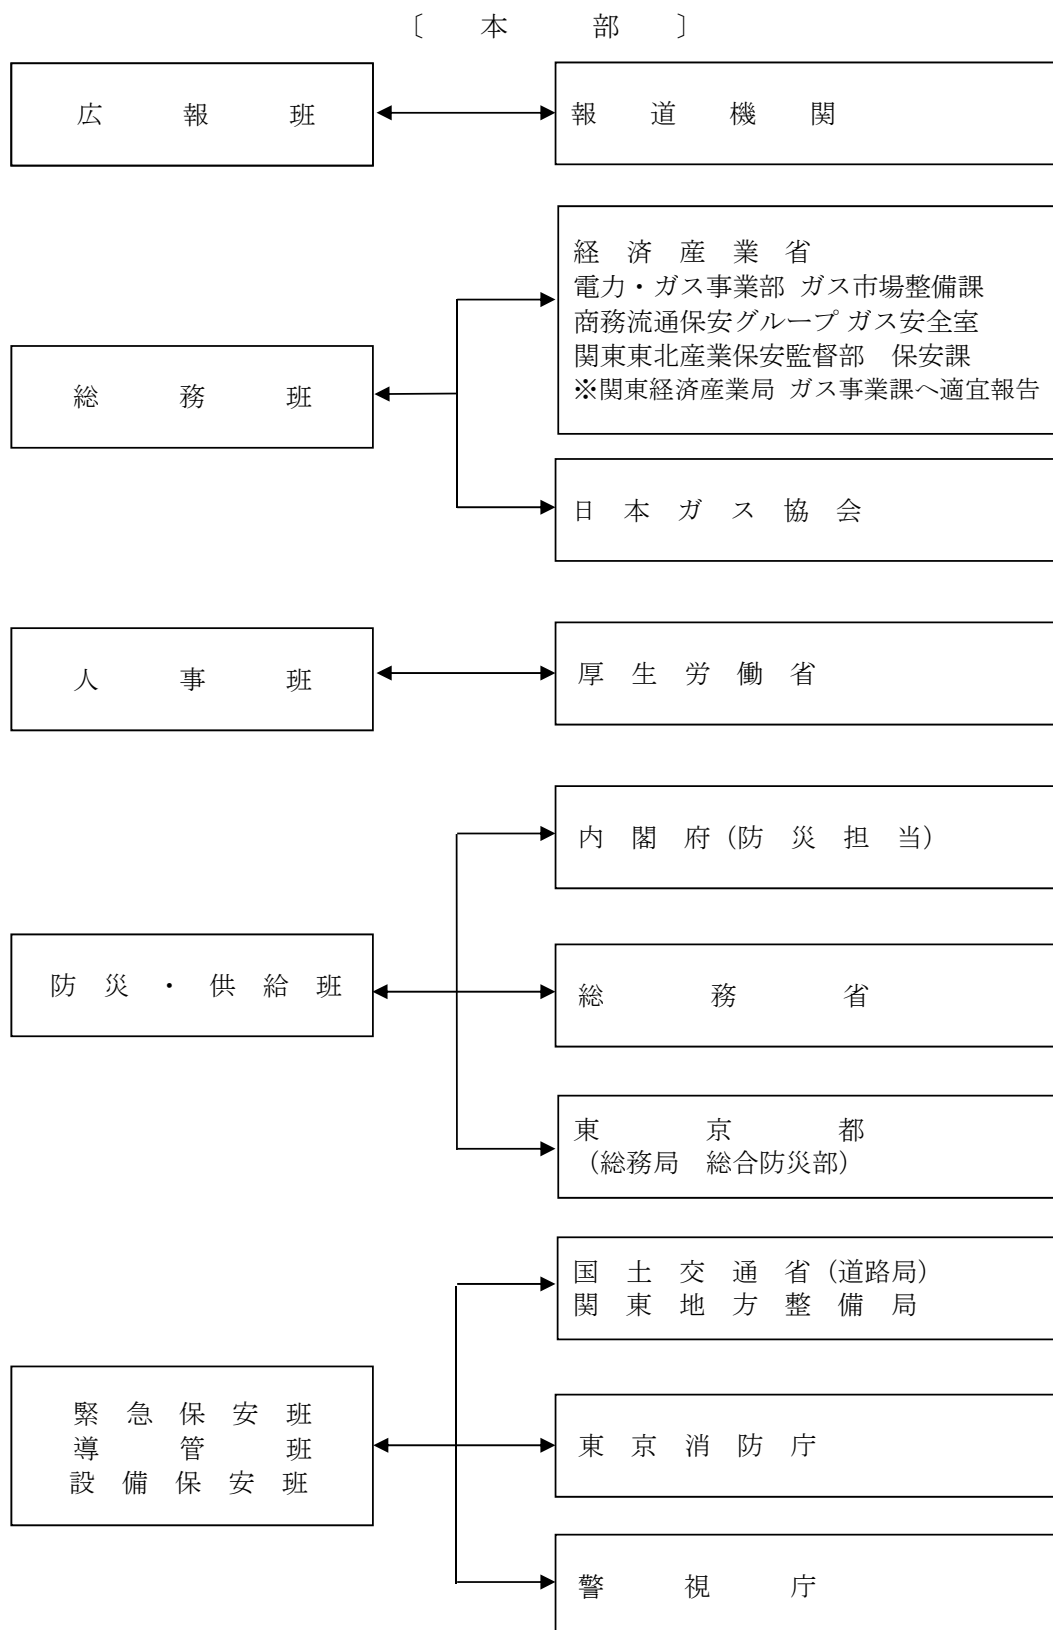 〔 本 部 〕
広 報 班
報 道 機 関
総 務 班
経 済 産 業 省
電力・ガス事業部 ガス市場整備課
商務流通保安グループ ガス安全室
関東東北産業保安監督部 保安課
※関東経済産業局 ガス事業課へ適宜報告
日 本 ガ ス 協 会
人 事 班
厚 生 労 働 省
防 災 ・ 供 給 班
内 閣 府（防 災 担 当）
総 務 省
東 京 都
（総務局 総合防災部）
緊 急 保 安 班
導 管 班
設 備 保 安 班
国 土 交 通 省（道路局）
関 東 地 方 整 備 局
東 京 消 防 庁
警 視 庁